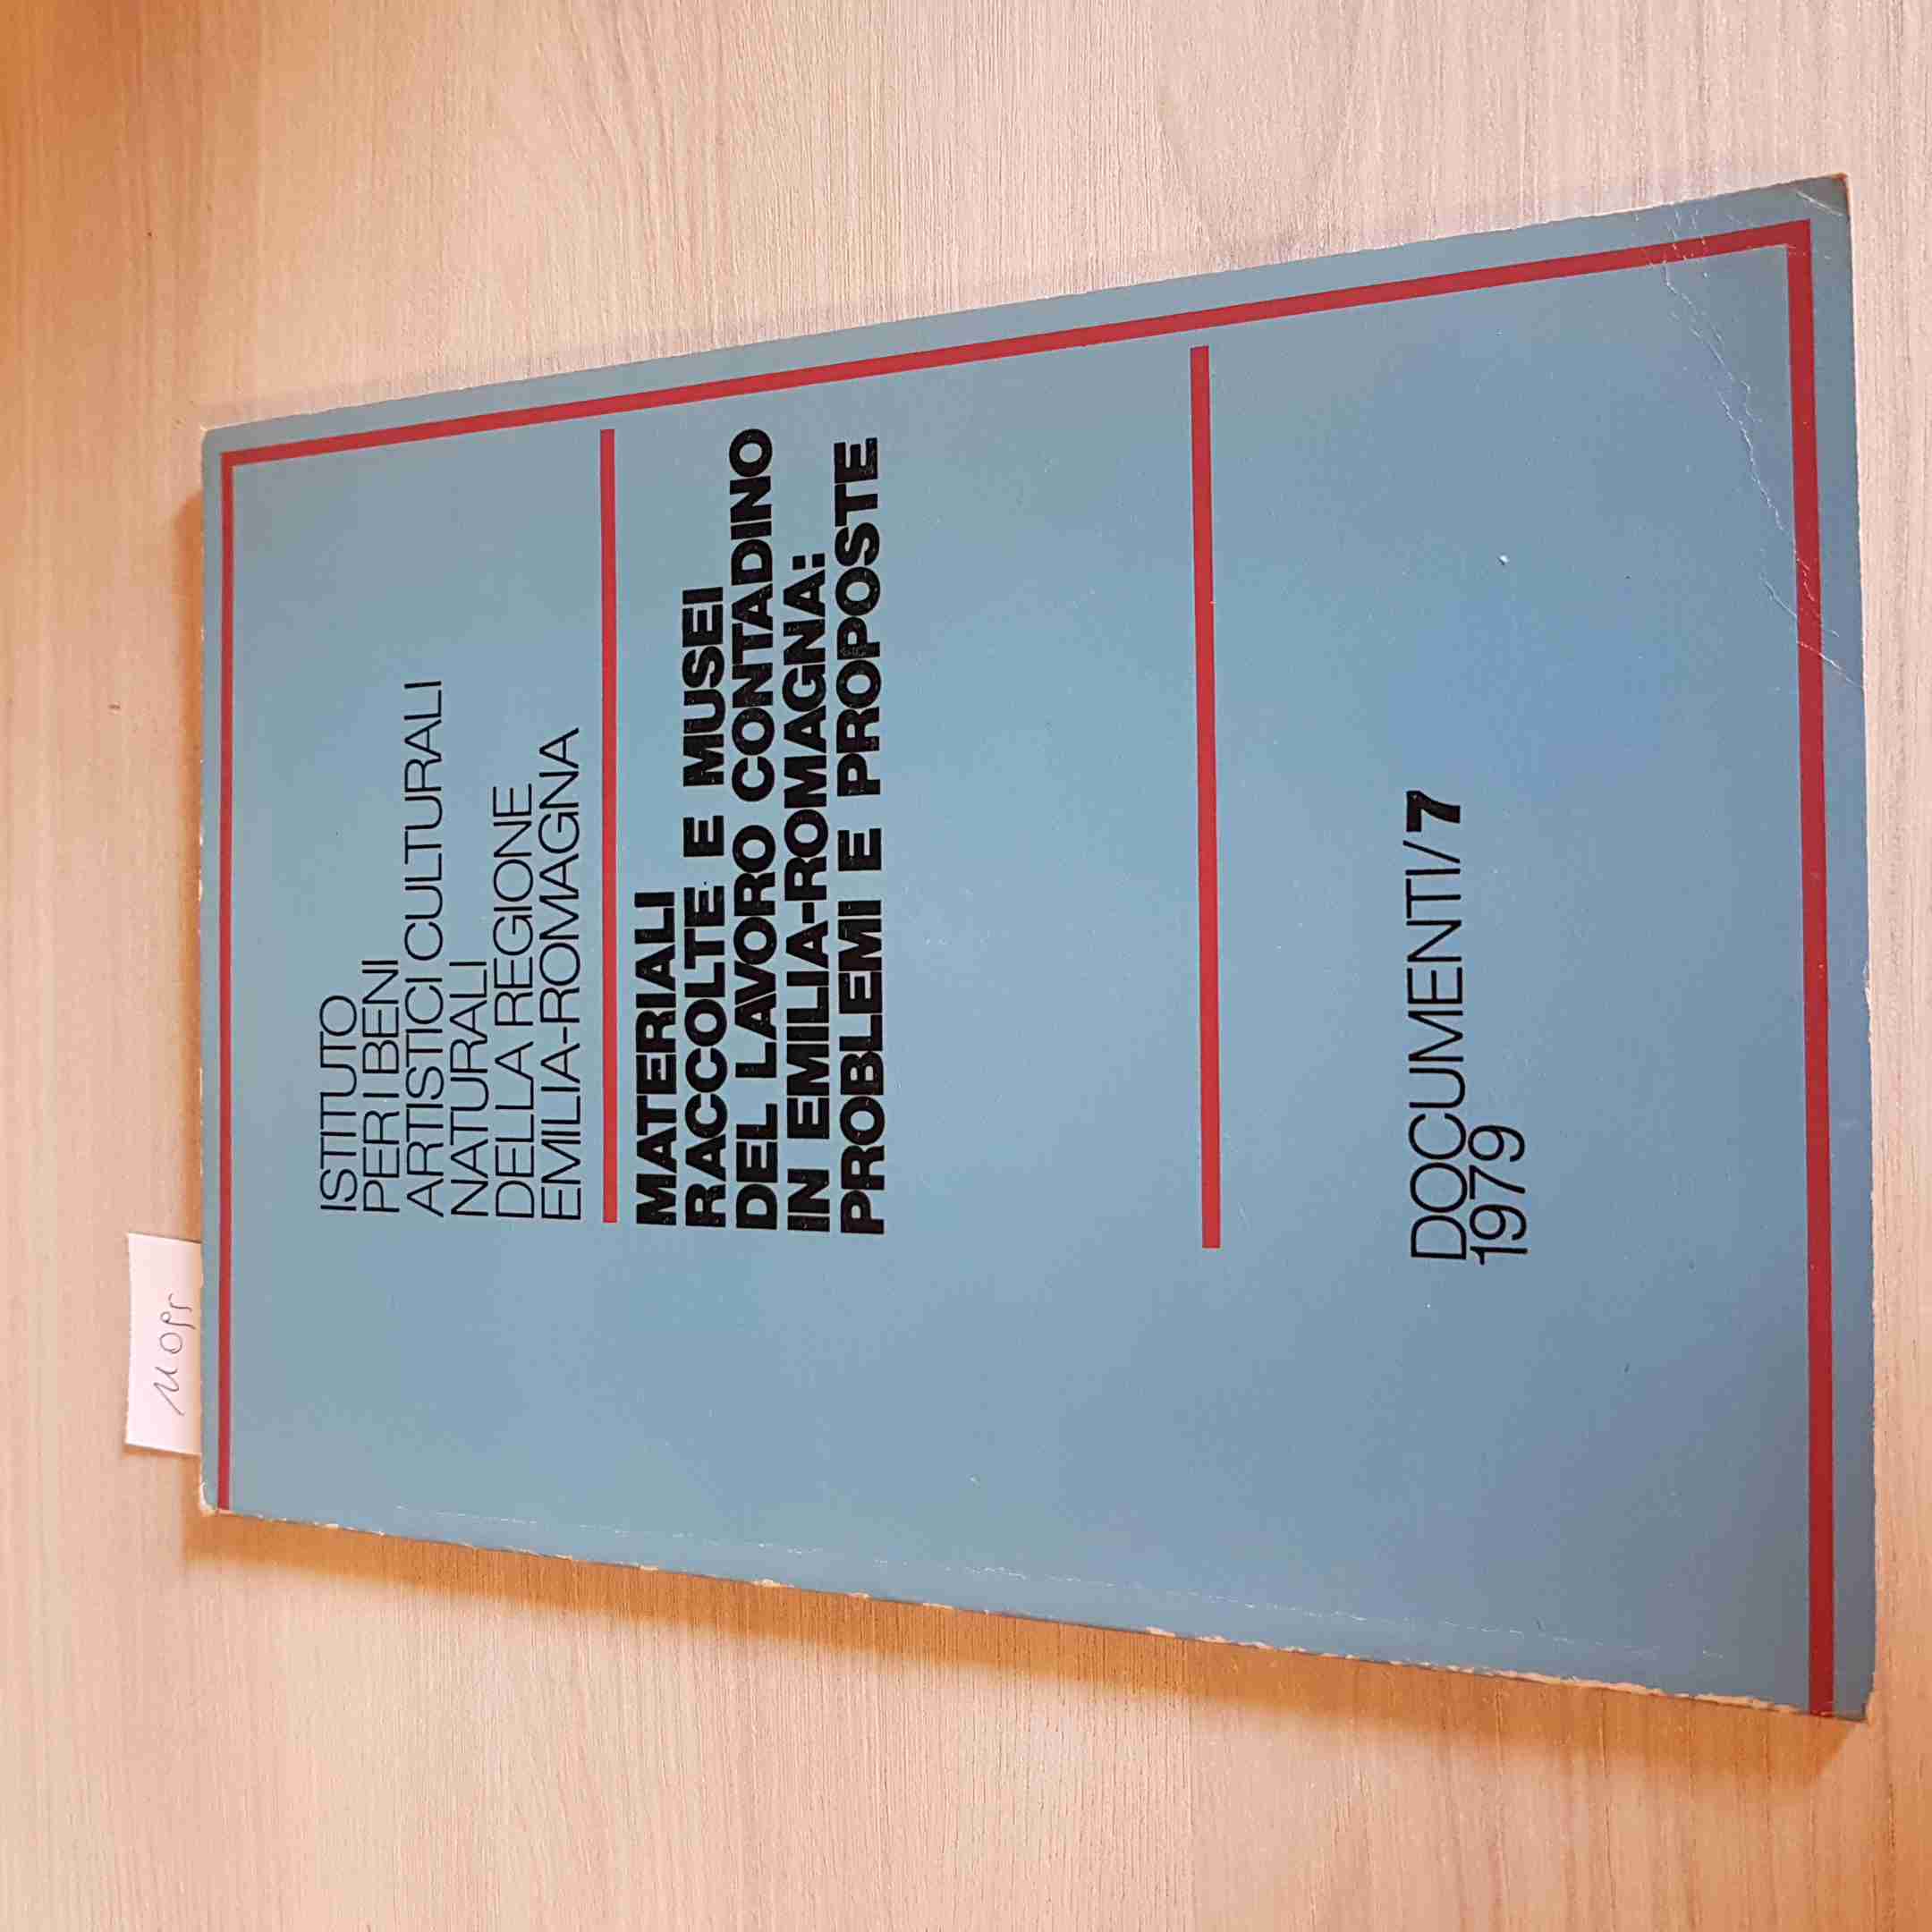 ISTITUTO
PER I BENI
ARTISTICI CULTURALI
NATURALI
DELLA REGIONE
EMILIA-ROMAGNA
MATERIALI
RACCOLTE E MUSEI
DEL LAVORO CONTADINO
IN EMILIA-ROMAGNA:
PROBLEMI E PROPOSTE
DOCUMENTI/7
1979